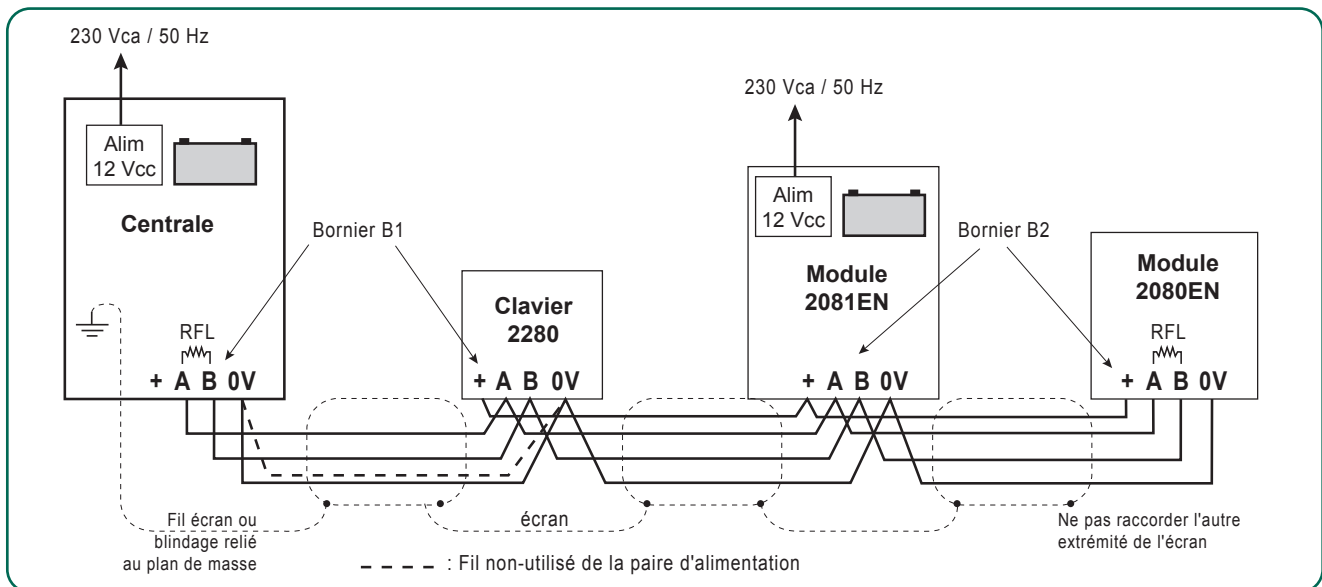 230 Vca / 50 Hz
230 Vca / 50 Hz
Alim
12 Vcc
Centrale
Bornier B1
Alim
12 Vcc
Bornier B2
Module
2081EN
Module
2080EN
Clavier
2280
RFL
RFL
+ A B 0V
+ A B 0V
+ A B 0V
+ A B 0V
Fil écran ou
blindage relié
au plan de masse
écran
Ne pas raccorder l'autre
extrémité de l'écran
: Fil non-utilisé de la paire d'alimentation